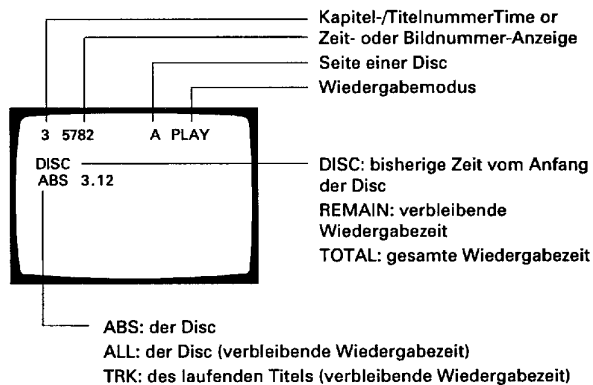 Kapitel-/TitelnummerTime or
Zeit- oder Bildnummer-Anzeige
Seite einer Disc
Wiedergabemodus
3 5782 A PLAY
DISC
ABS 3.12
DISC: bisherige Zeit vom Anfang
der Disc
REMAIN: verbleibende
Wiedergabezeit
TOTAL: gesamte Wiedergabezeit
ABS: der Disc
ALL: der Disc (verbleibende Wiedergabezeit)
TRK: des laufenden Titels (verbleibende Wiedergabezeit)